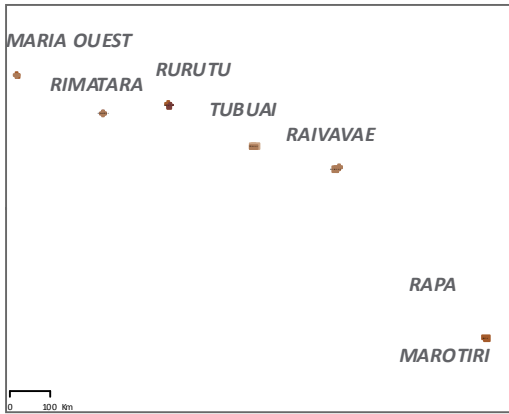 MARIA OUEST
RURUTU
RIMATARA
TUBUAI
RAIVAVAE
RAPA
MAROTIRI
0 100 Km